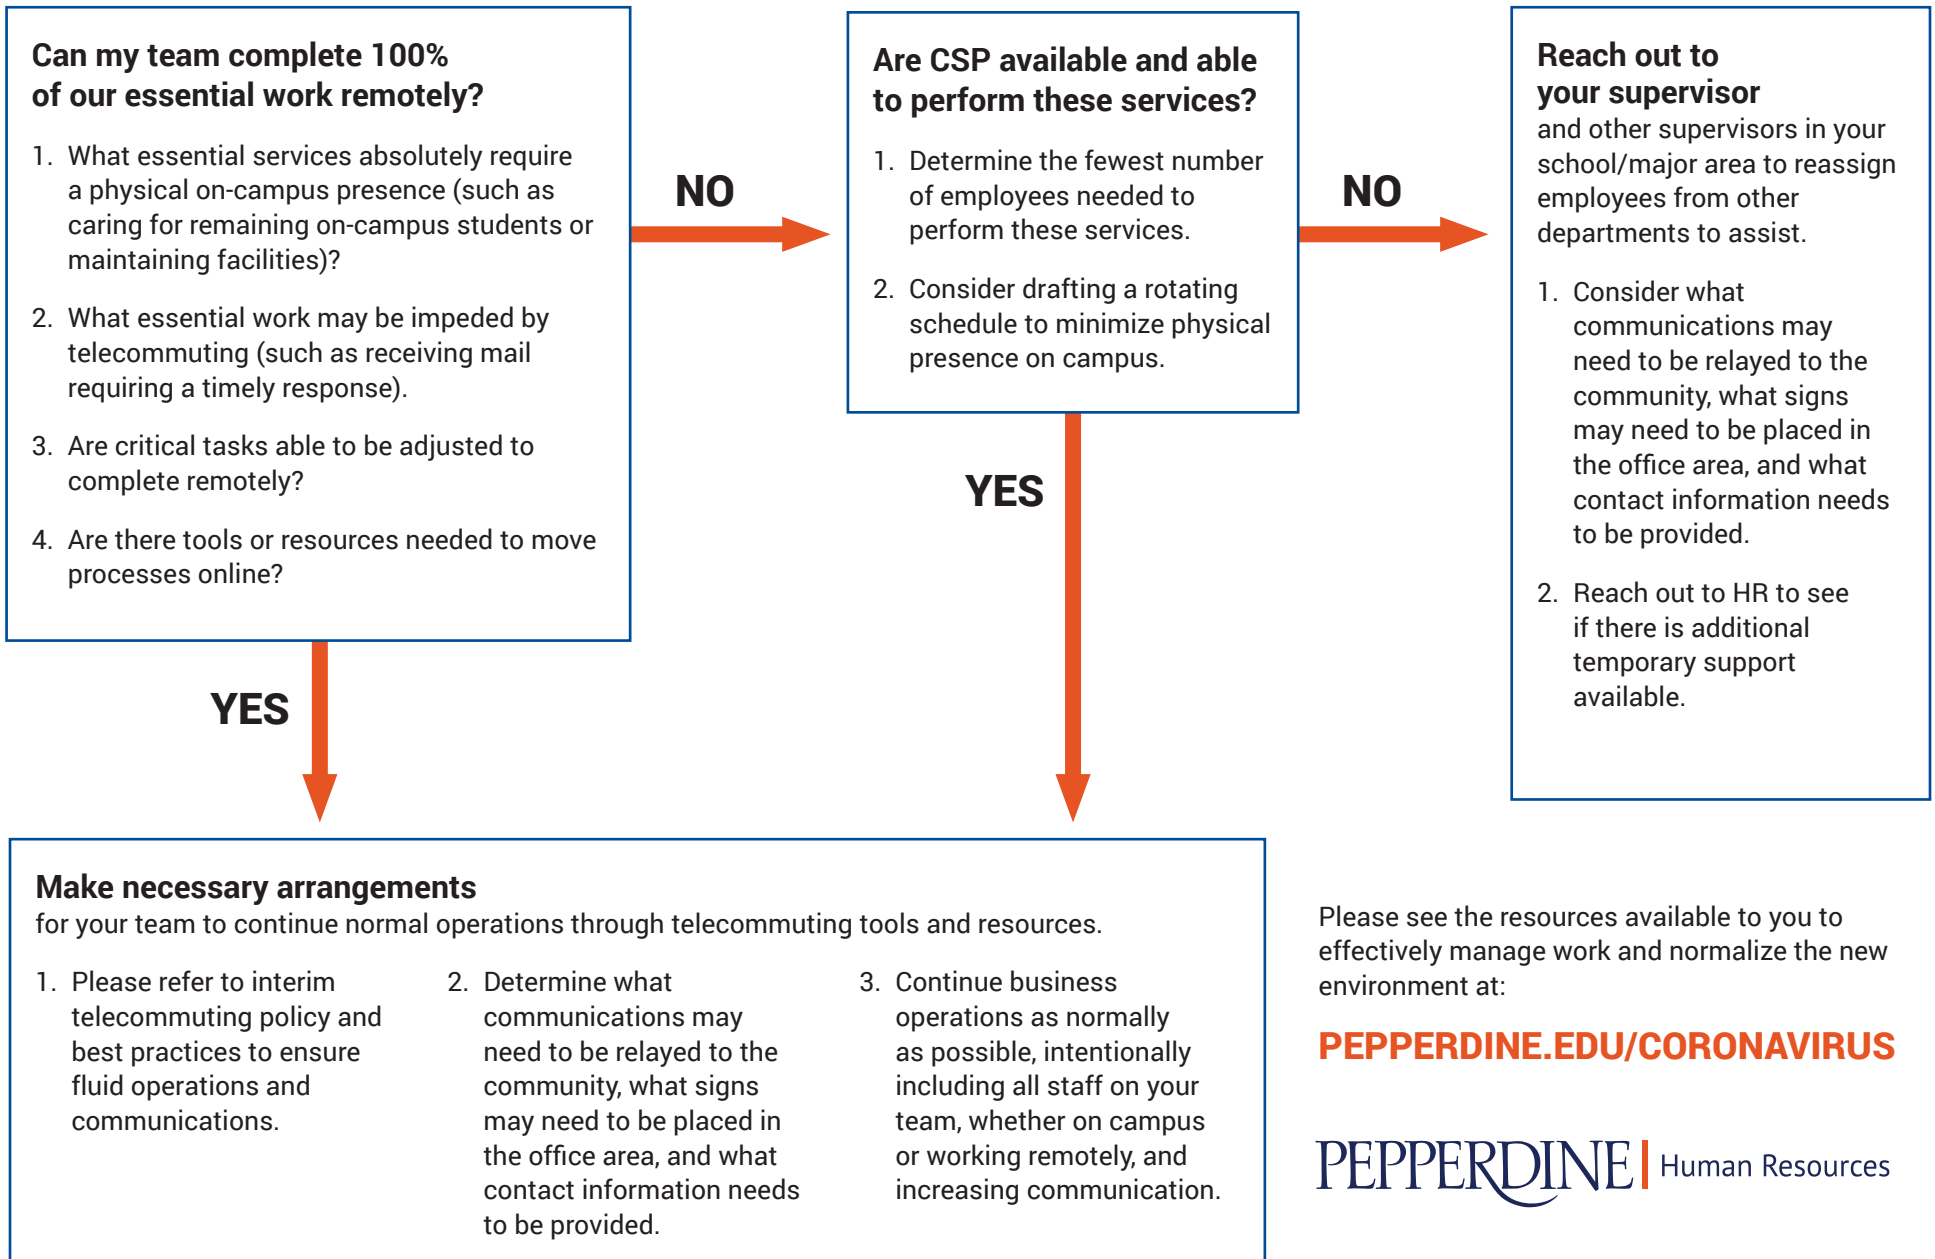 Can my team complete 100%
of our essential work remotely?
1. What essential services absolutely require
a physical on-campus presence (such as
caring for remaining on-campus students or
maintaining facilities)?
2. What essential work may be impeded by
telecommuting (such as receiving mail
requiring a timely response).
3. Are critical tasks able to be adjusted to
complete remotely?
4. Are there tools or resources needed to move
processes online?
NO
Are CSP available and able
to perform these services?
1. Determine the fewest number
of employees needed to
perform these services.
2. Consider drafting a rotating
schedule to minimize physical
presence on campus.
NO
Reach out to
your supervisor
and other supervisors in your
school/major area to reassign
employees from other
departments to assist.
1. Consider what
communications may
need to be relayed to the
community, what signs
may need to be placed in
the office area, and what
contact information needs
to be provided.
2. Reach out to HR to see
if there is additional
temporary support
available.
YES
YES
Make necessary arrangements
for your team to continue normal operations through telecommuting tools and resources.
1. Please refer to interim
telecommuting policy and
best practices to ensure
fluid operations and
communications.
2. Determine what
communications may
need to be relayed to the
community, what signs
may need to be placed in
the office area, and what
contact information needs
to be provided.
3. Continue business
operations as normally
as possible, intentionally
including all staff on your
team, whether on campus
or working remotely, and
increasing communication.
Please see the resources available to you to
effectively manage work and normalize the new
environment at:
PEPPERDINE.EDU/CORONAVIRUS
PEPPERDINE | Human Resources